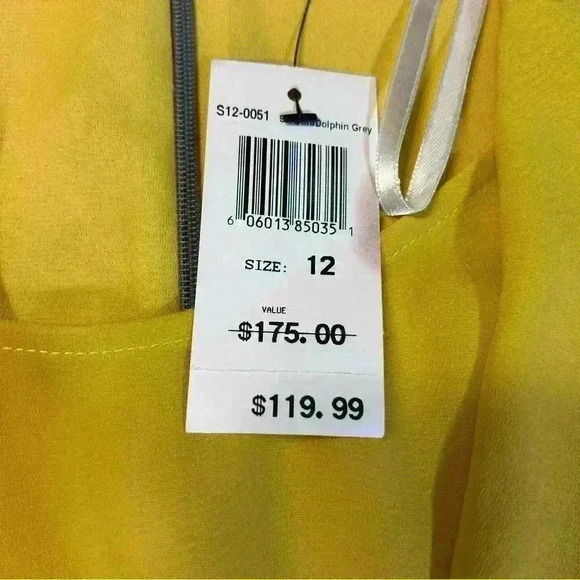 S12-0051 Dolphin Grey
6 06013 85035 1
SIZE: 12
VALUE
$175.00
$119.99